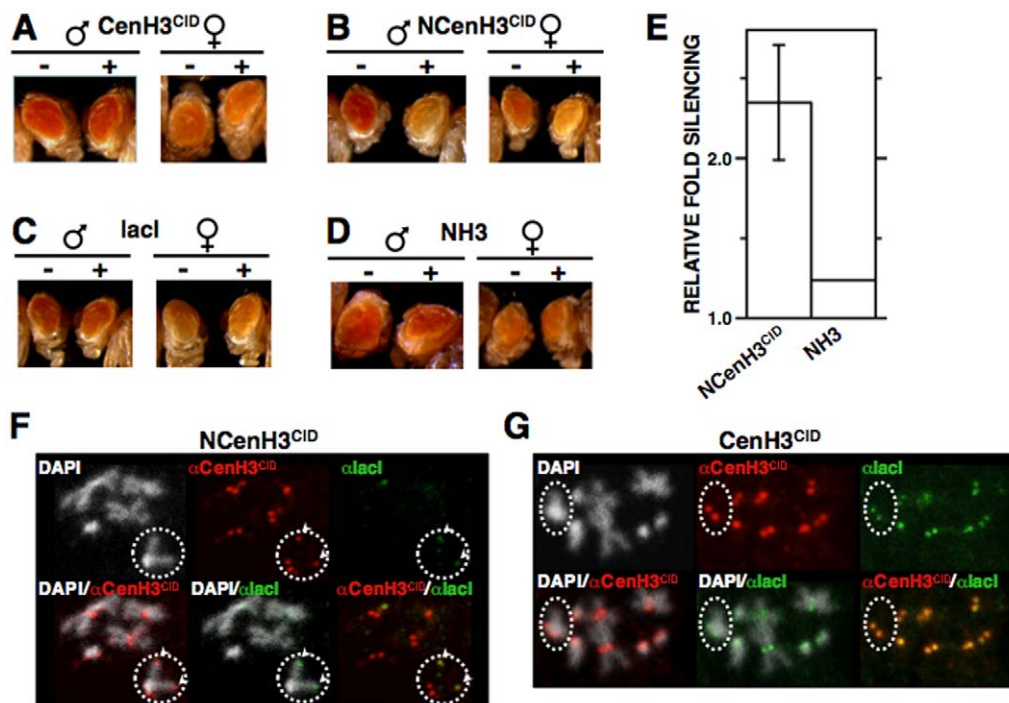 A ♂ CenH3CID ♀
- + - +
B ♂ NCenH3CID ♀
- + - +
C ♂ lacI ♀
- + - +
D ♂ NH3 ♀
- + - +
E
RELATIVE FOLD SILENCING
2.0
1.0
NCenH3CID
NH3
F
NCenH3CID
DAPI αCenH3CID αlacI
DAPI/αCenH3CID DAPI/αlacI αCenH3CID/αlacI
G
CenH3CID
DAPI αCenH3CID αlacI
DAPI/αCenH3CID DAPI/αlacI αCenH3CID/αlacI